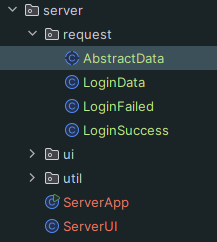 server
request
AbstractData
LoginData
LoginFailed
LoginSuccess
ui
util
ServerApp
ServerUI